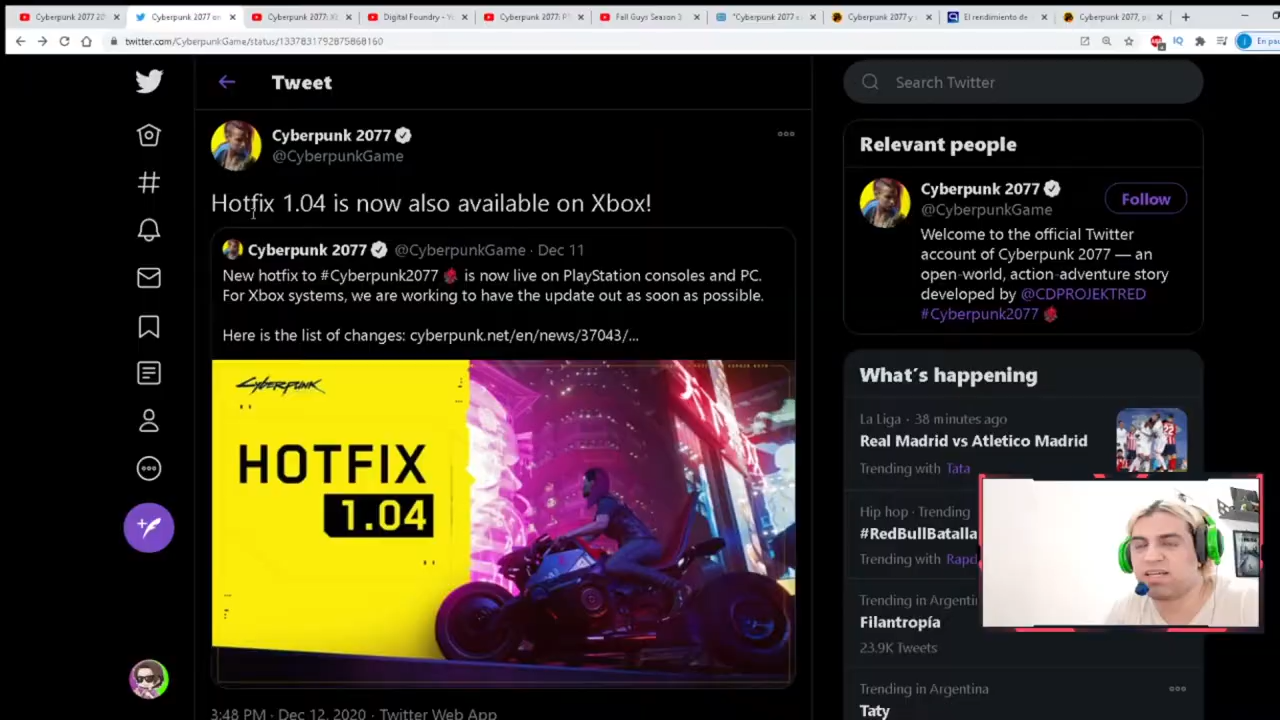 Cyberpunk 2077 20
Cyberpunk 2077 on
Cyberpunk 2077: X
Digital Foundry - Y
Cyberpunk 2077: P
Fall Guys Season 3
"Cyberpunk 2077 e
Cyberpunk 2077 y
El rendimiento de
Cyberpunk 2077, p
twitter.com/CyberpunkGame/status/1337831792875868160
En pau
Tweet
Search Twitter
Cyberpunk 2077
@CyberpunkGame
Hotfix 1.04 is now also available on Xbox!
Cyberpunk 2077 @CyberpunkGame · Dec 11
New hotfix to #Cyberpunk2077 is now live on PlayStation consoles and PC.
For Xbox systems, we are working to have the update out as soon as possible.
Here is the list of changes: cyberpunk.net/en/news/37043/...
Cyberpunk
HOTFIX
1.04
3:48 PM · Dec 12, 2020 · Twitter Web App
Relevant people
Cyberpunk 2077
@CyberpunkGame
Follow
Welcome to the official Twitter
account of Cyberpunk 2077 — an
open-world, action-adventure story
developed by @CDPROJEKTRED
#Cyberpunk2077
What's happening
La Liga · 38 minutes ago
Real Madrid vs Atletico Madrid
Trending with Tata
Hip hop · Trending
#RedBullBatalla
Trending with Rapd
Trending in Argenti
Filantropía
23.9K Tweets
Trending in Argentina
Taty